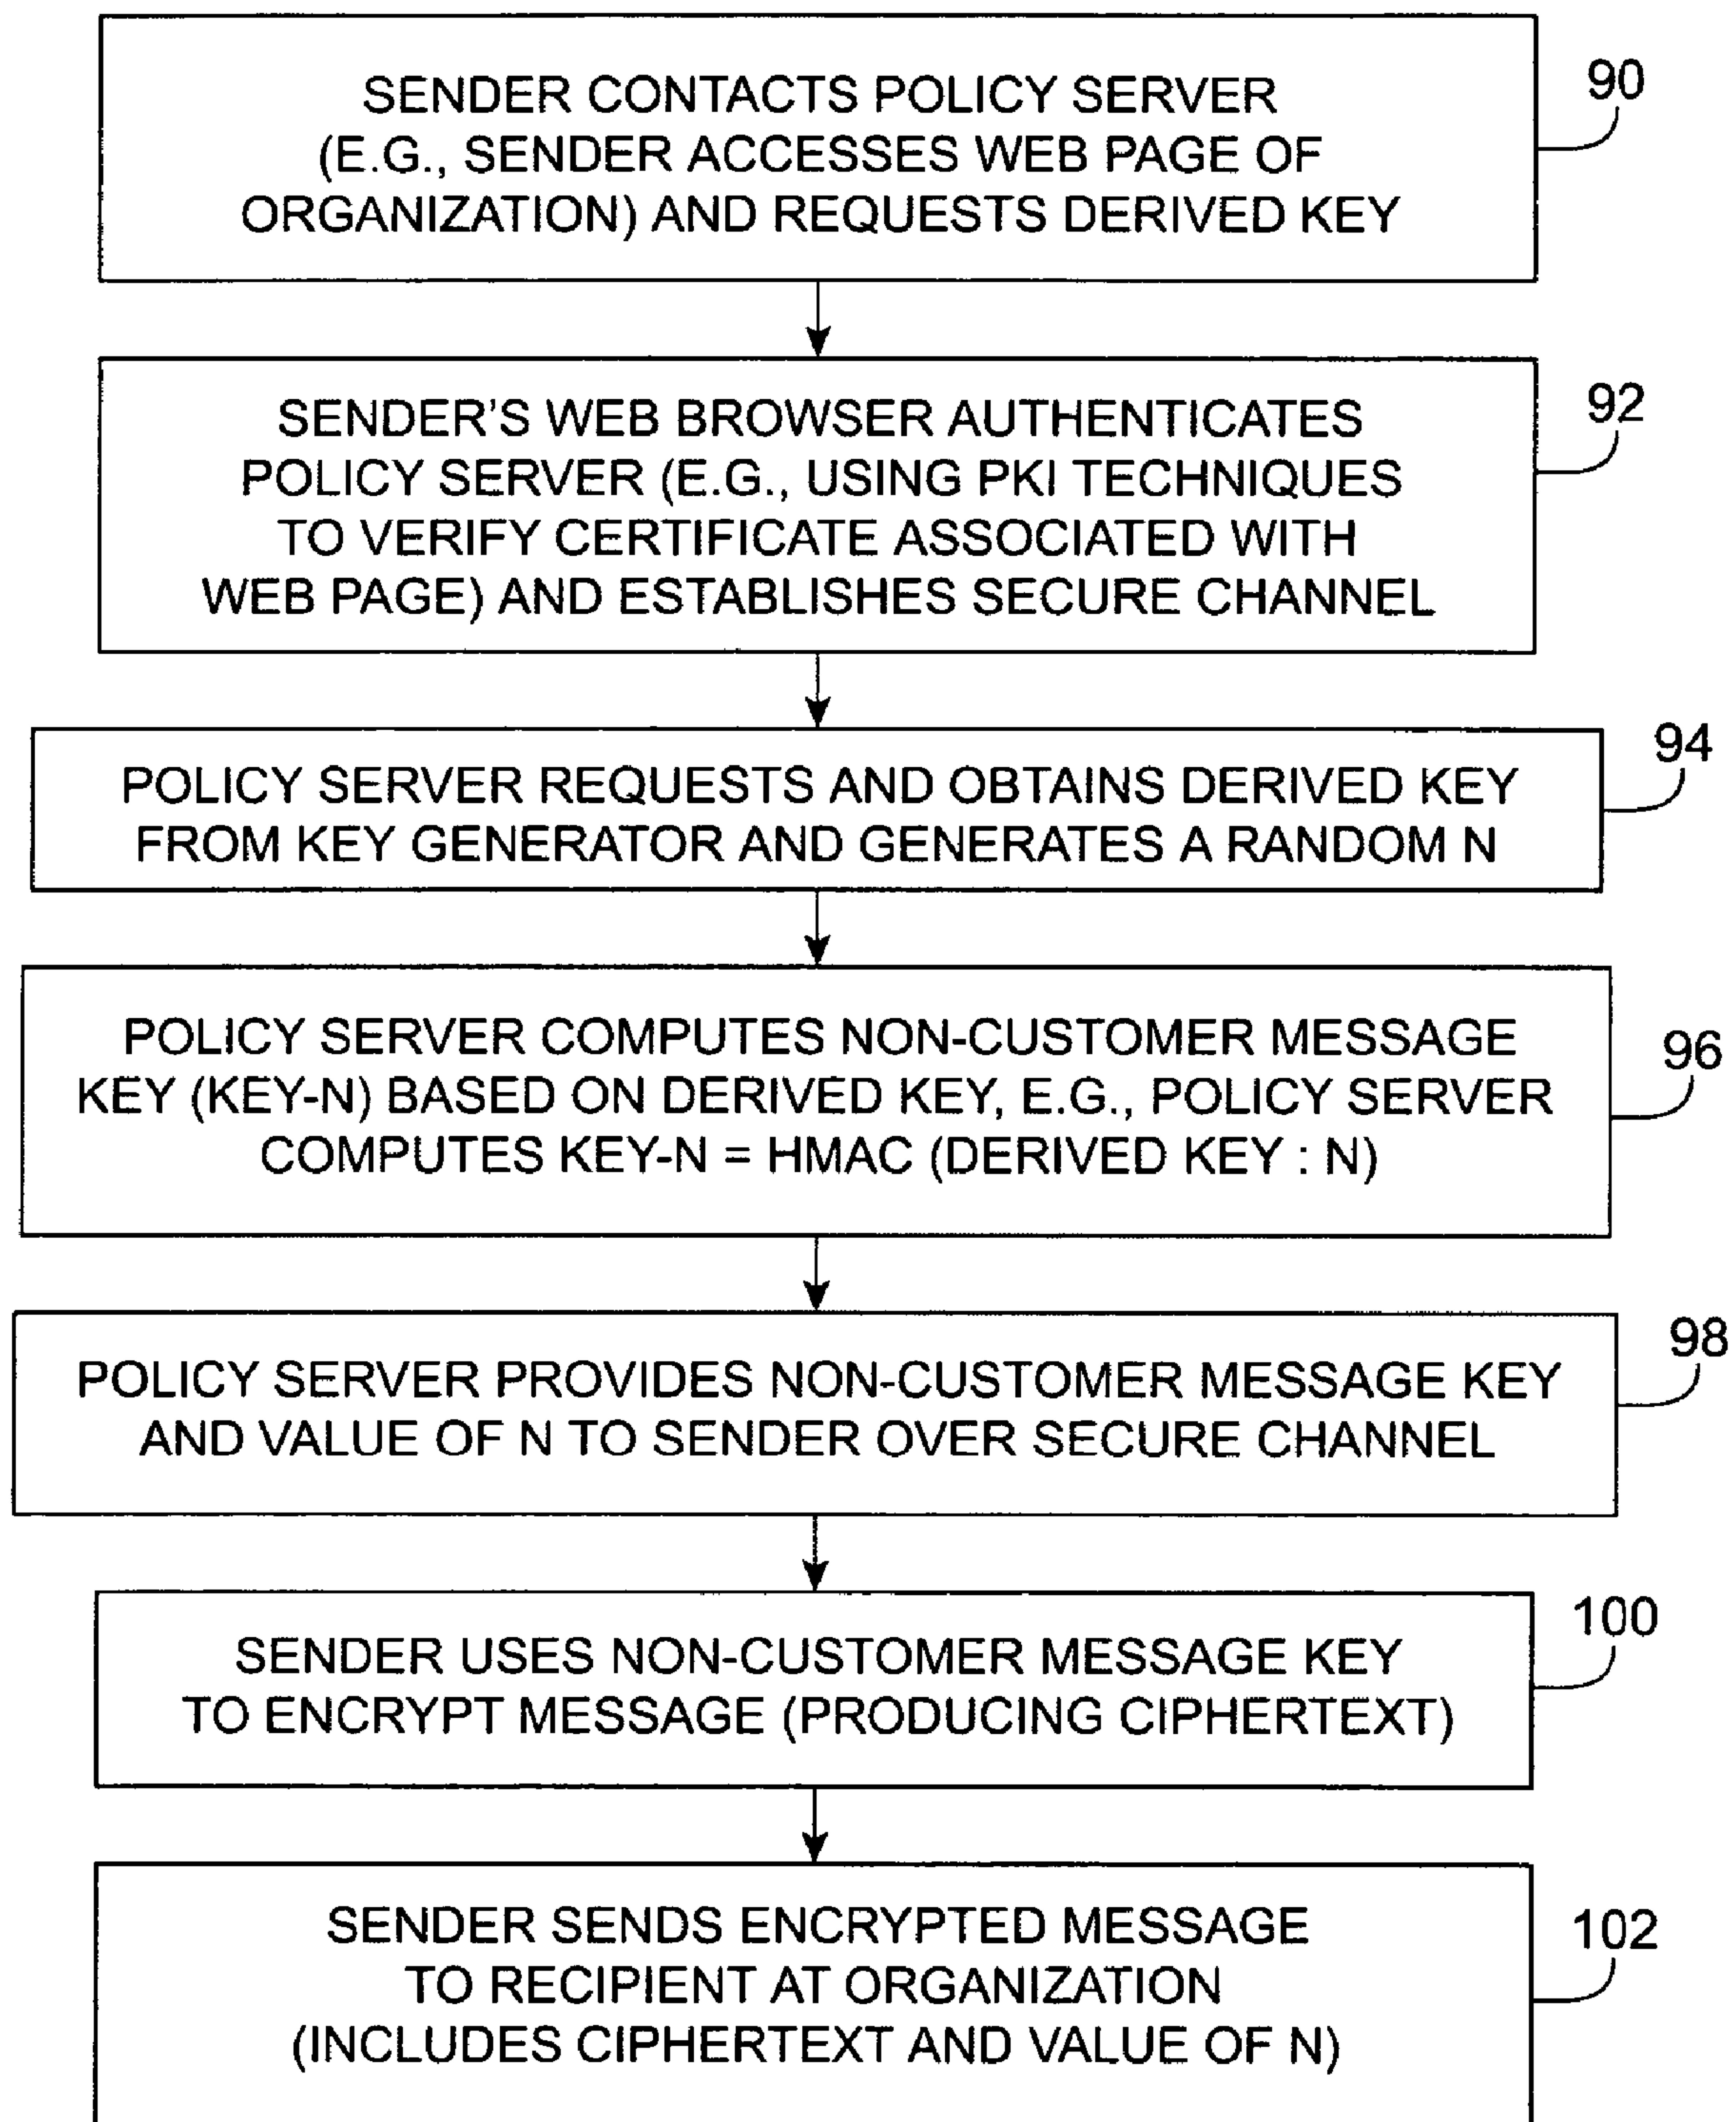 SENDER CONTACTS POLICY SERVER
(E.G., SENDER ACCESSES WEB PAGE OF
ORGANIZATION) AND REQUESTS DERIVED KEY
90
SENDER'S WEB BROWSER AUTHENTICATES
POLICY SERVER (E.G., USING PKI TECHNIQUES
TO VERIFY CERTIFICATE ASSOCIATED WITH
WEB PAGE) AND ESTABLISHES SECURE CHANNEL
92
POLICY SERVER REQUESTS AND OBTAINS DERIVED KEY
FROM KEY GENERATOR AND GENERATES A RANDOM N
94
POLICY SERVER COMPUTES NON-CUSTOMER MESSAGE
KEY (KEY-N) BASED ON DERIVED KEY, E.G., POLICY SERVER
COMPUTES KEY-N = HMAC (DERIVED KEY : N)
96
POLICY SERVER PROVIDES NON-CUSTOMER MESSAGE KEY
AND VALUE OF N TO SENDER OVER SECURE CHANNEL
98
SENDER USES NON-CUSTOMER MESSAGE KEY
TO ENCRYPT MESSAGE (PRODUCING CIPHERTEXT)
100
SENDER SENDS ENCRYPTED MESSAGE
TO RECIPIENT AT ORGANIZATION
(INCLUDES CIPHERTEXT AND VALUE OF N)
102